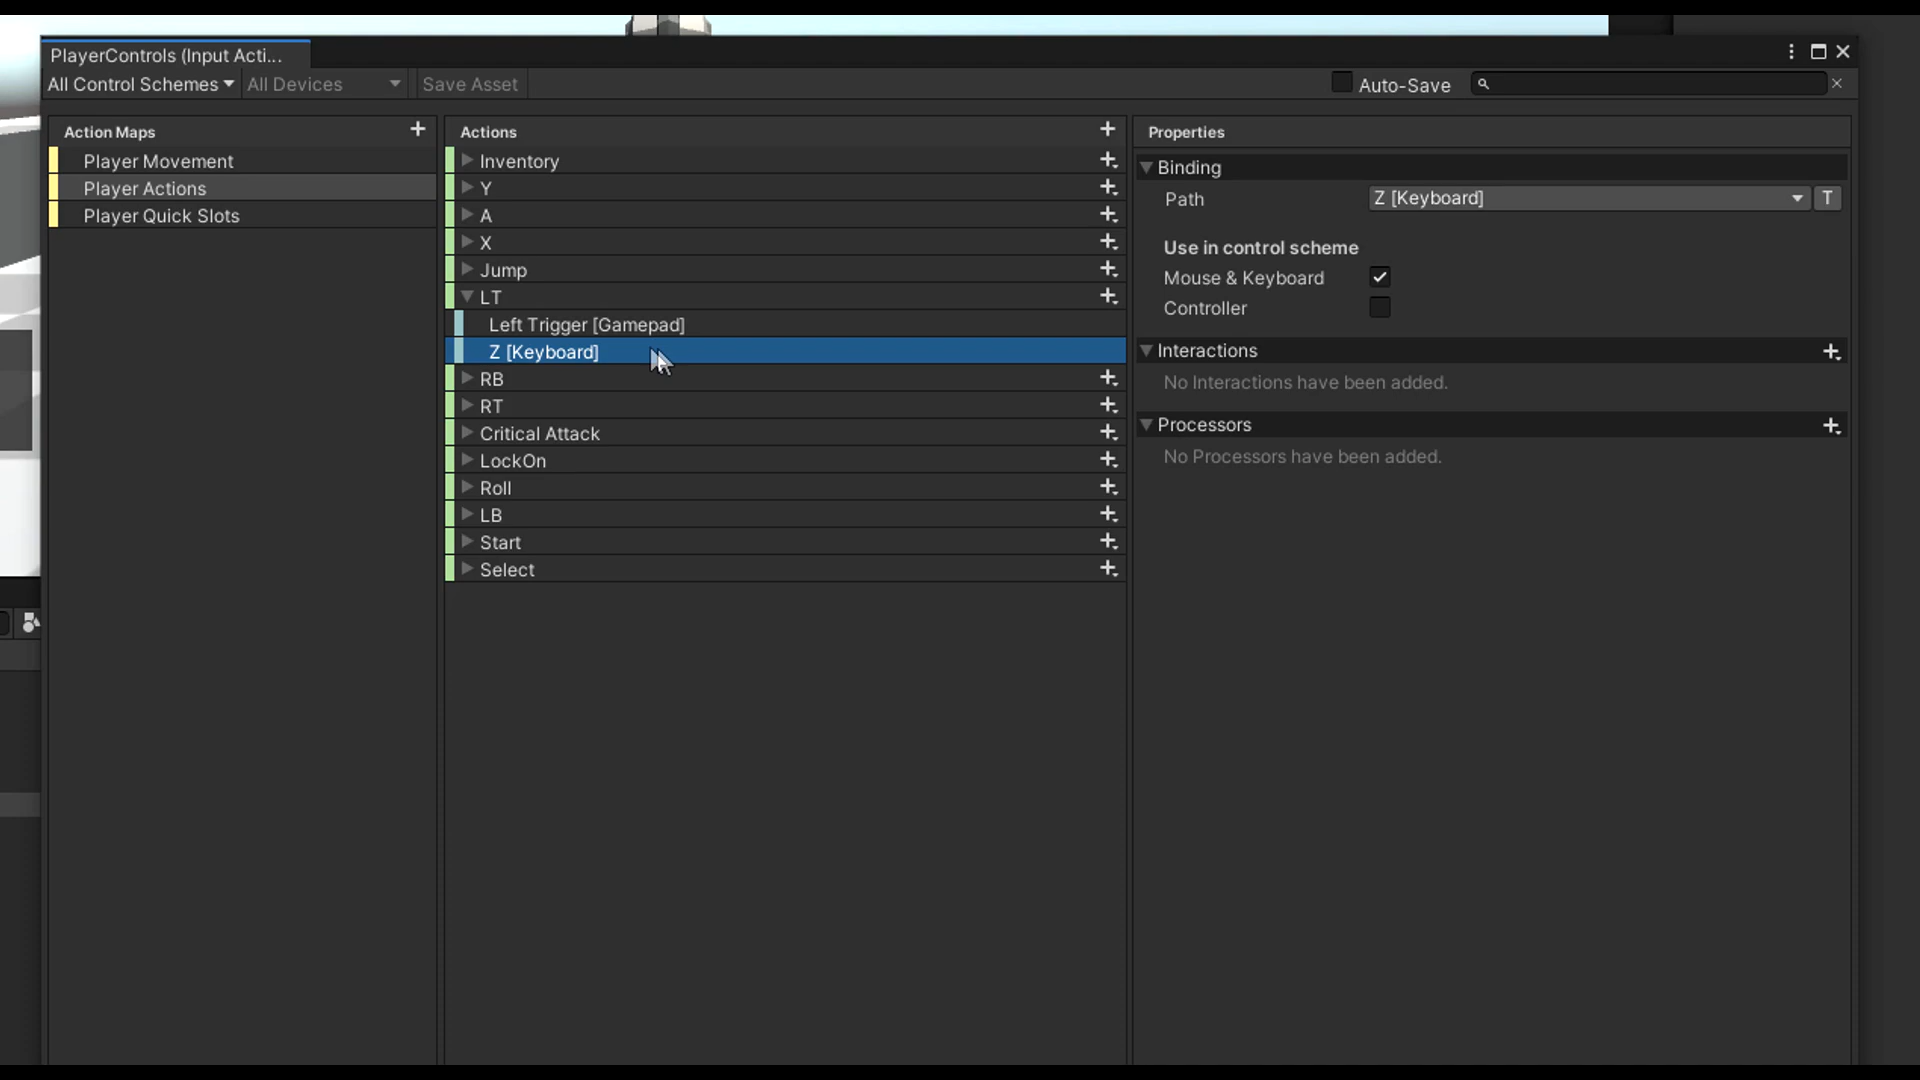 PlayerControls (Input Acti...
All Control Schemes All Devices Save Asset Auto-Save
Action Maps
Player Movement
Player Actions
Player Quick Slots
Actions
Inventory
Y
A
X
Jump
LT
Left Trigger [Gamepad]
Z [Keyboard]
RB
RT
Critical Attack
LockOn
Roll
LB
Start
Select
Properties
Binding
Path Z [Keyboard] T
Use in control scheme
Mouse & Keyboard
Controller
Interactions
No Interactions have been added.
Processors
No Processors have been added.